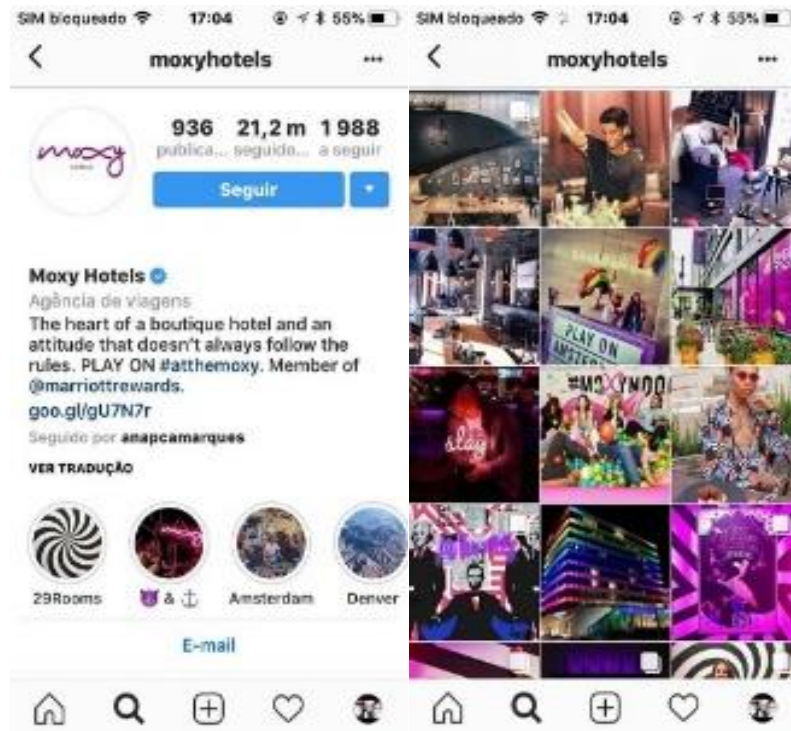 SIM bloqueado 17:04 55%
moxyhotels
moxy
936 21,2 m 1 988
publica... seguido... a seguir
Seguir
Moxy Hotels
Agência de viagens
The heart of a boutique hotel and an
attitude that doesn't always follow the
rules. PLAY ON #atthemoxy. Member of
@marriottrewards.
goo.gl/gU7N7r
Seguido por anapcamarques
VER TRADUÇÃO
29Rooms 😈 & ⚓ Amsterdam Denver
E-mail
SIM bloqueado 17:04 55%
moxyhotels
PLAY ON
slay